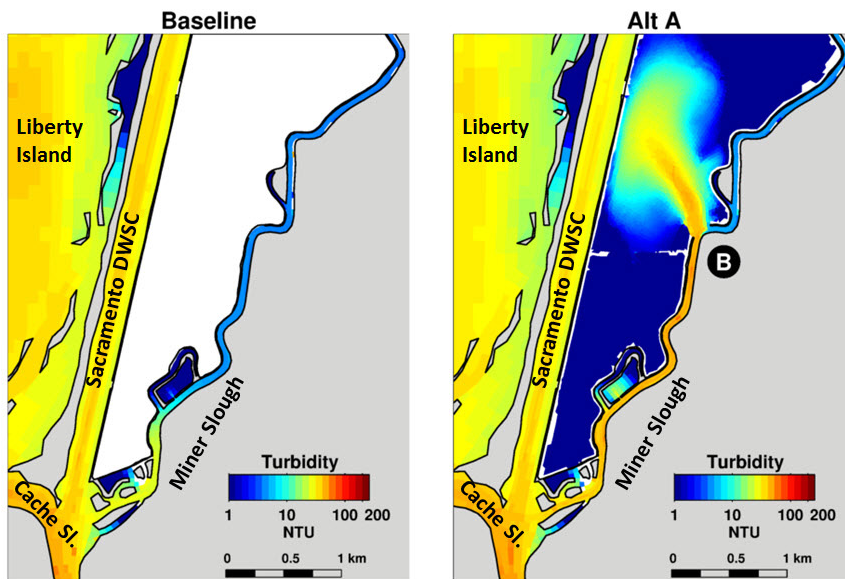 Baseline
Alt A
Liberty
Island
Sacramento DWSC
Miner Slough
Cache Sl.
Turbidity
1 10 100 200
NTU
0 0.5 1 km
Liberty
Island
Sacramento DWSC
B
Miner Slough
Cache Sl.
Turbidity
1 10 100 200
NTU
0 0.5 1 km